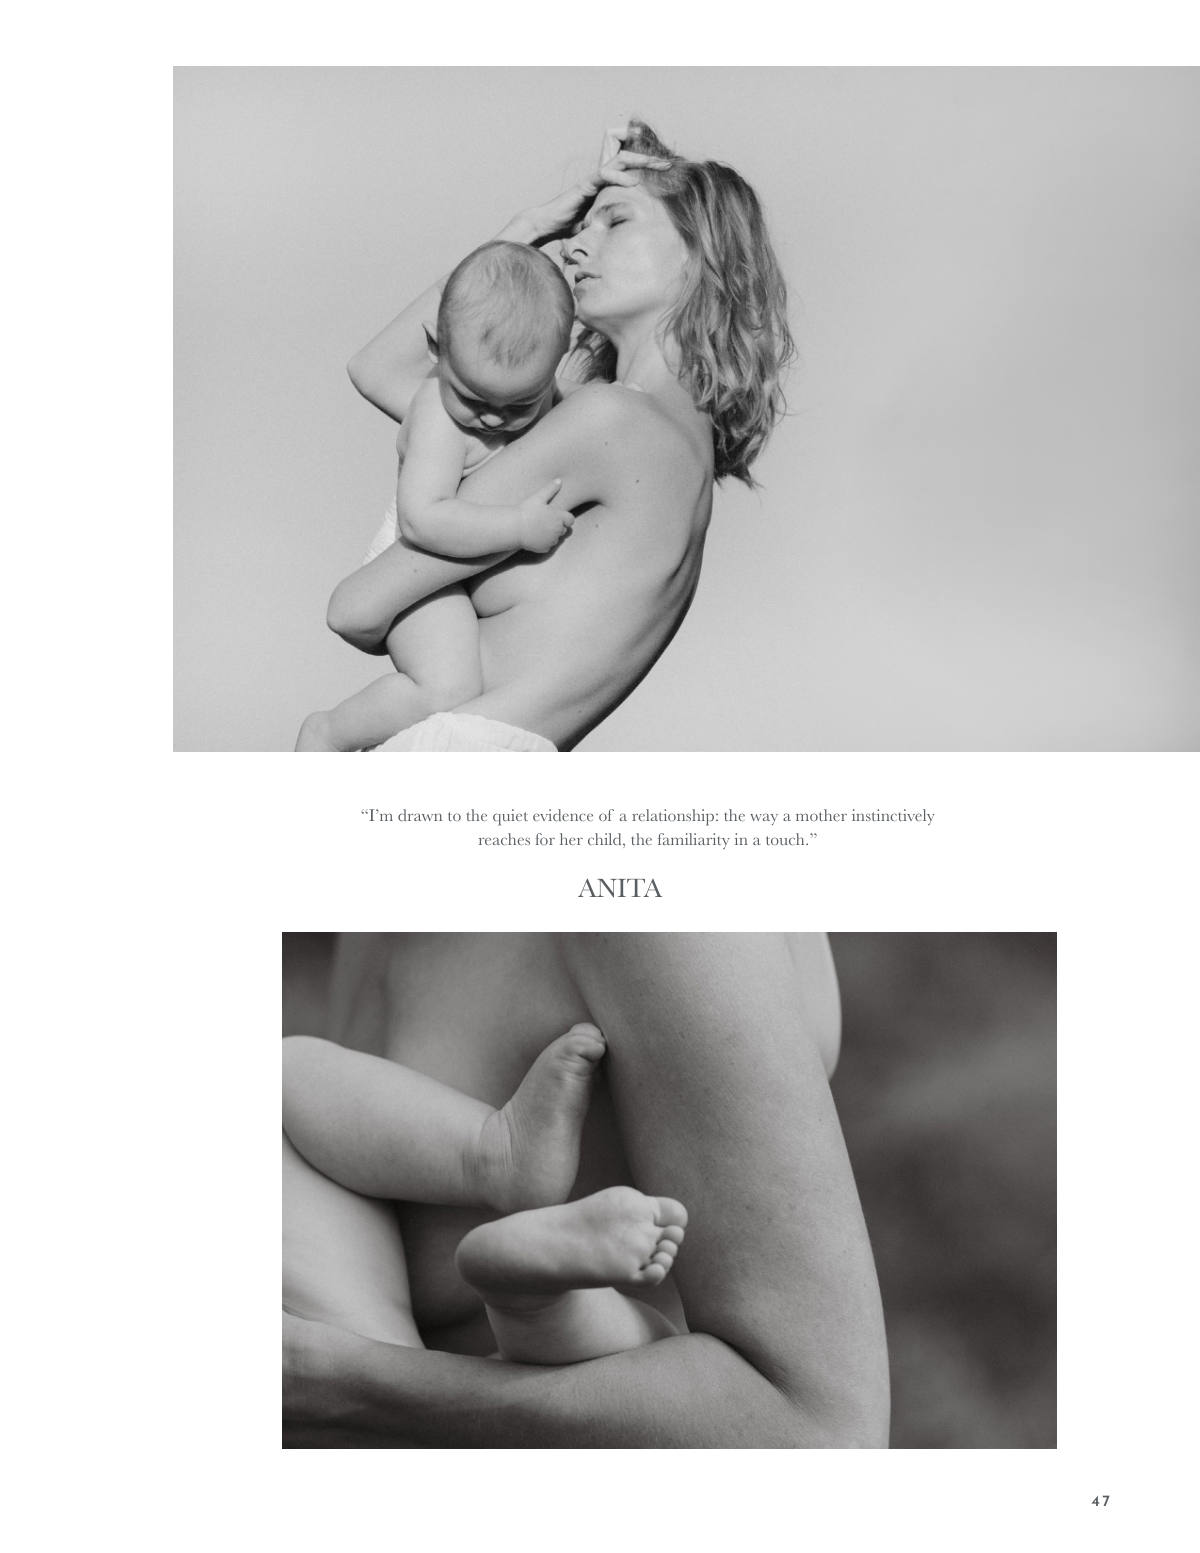 “I’m drawn to the quiet evidence of a relationship: the way a mother instinctively
reaches for her child, the familiarity in a touch.”
ANITA
47